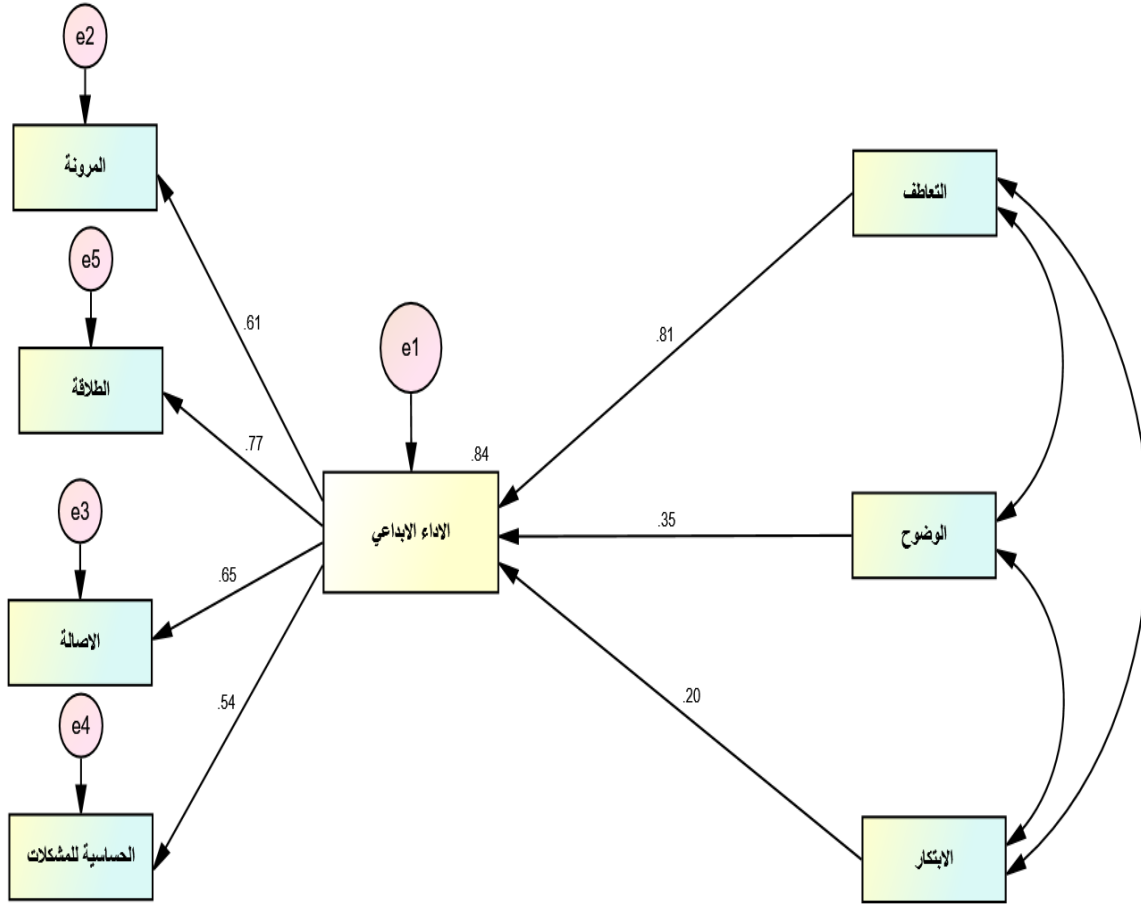 e2
المرونة
التعاطف
e5
الطلاقة
e1
.61
.81
.77
.84
e3
الاصالة
الاداء الابداعي
.35
الوضوح
.65
e4
.54
.20
الحساسية للمشكلات
الابتكار